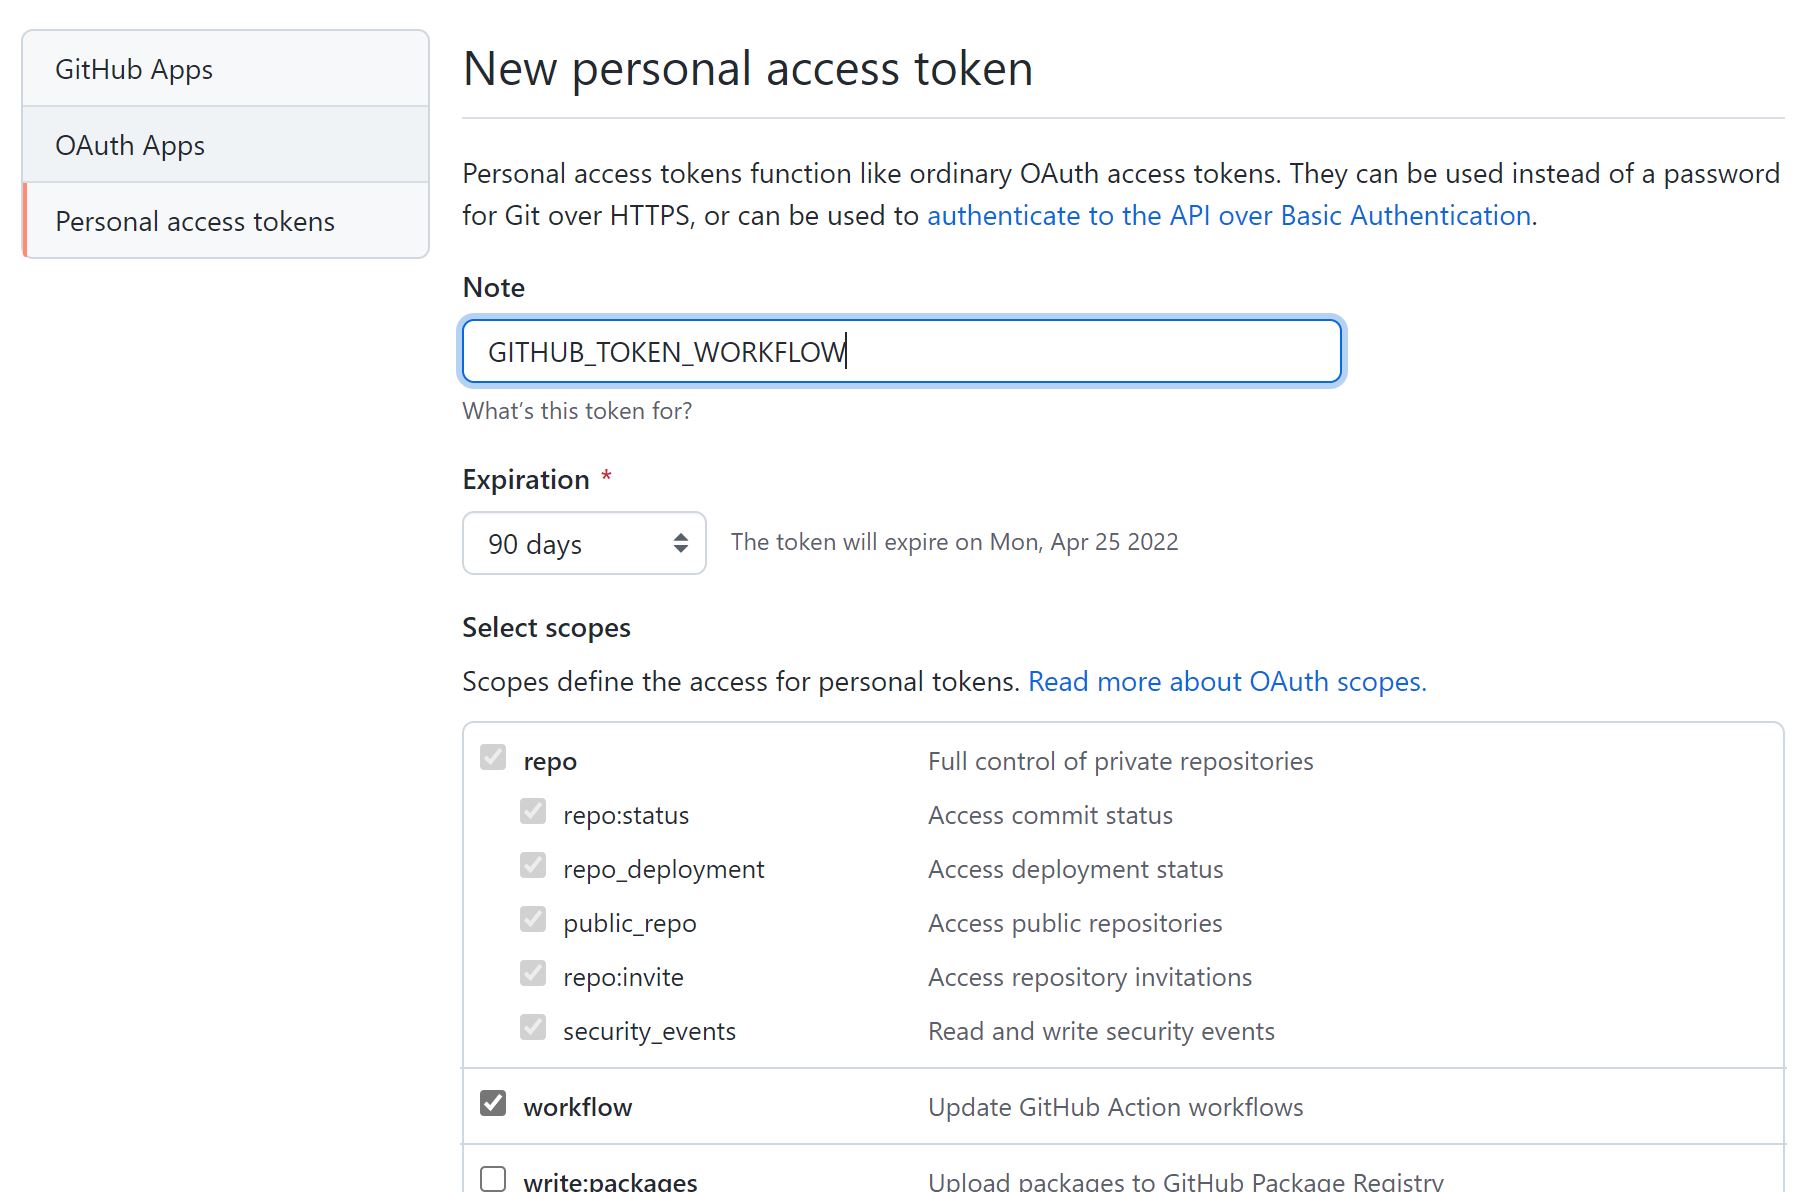 GitHub Apps
OAuth Apps
Personal access tokens
New personal access token
Personal access tokens function like ordinary OAuth access tokens. They can be used instead of a password
for Git over HTTPS, or can be used to authenticate to the API over Basic Authentication.
Note
GITHUB_TOKEN_WORKFLOW
What's this token for?
Expiration *
90 days The token will expire on Mon, Apr 25 2022
Select scopes
Scopes define the access for personal tokens. Read more about OAuth scopes.
repo Full control of private repositories
repo:status Access commit status
repo_deployment Access deployment status
public_repo Access public repositories
repo:invite Access repository invitations
security_events Read and write security events
workflow Update GitHub Action workflows
write:packages Upload packages to GitHub Package Registry